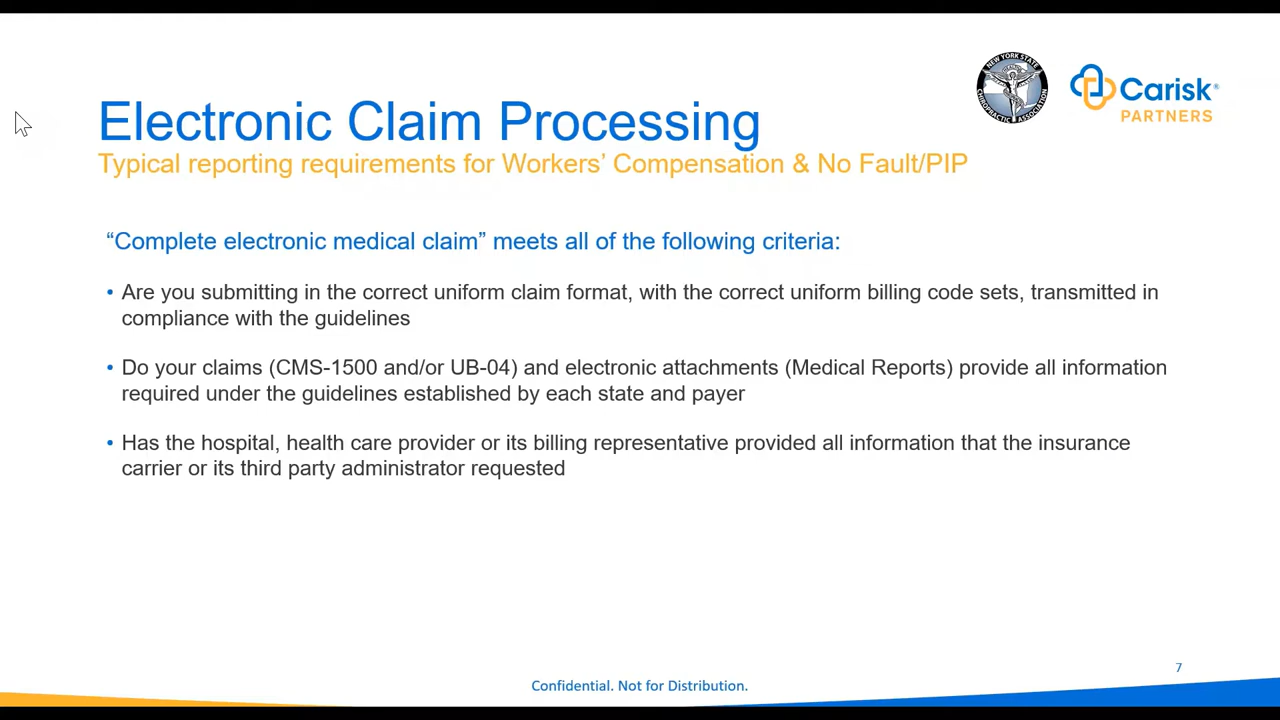 NEW YORK STATE
CHIROPRACTIC ASSOCIATION
Carisk®
PARTNERS
Electronic Claim Processing
Typical reporting requirements for Workers’ Compensation & No Fault/PIP
“Complete electronic medical claim” meets all of the following criteria:
• Are you submitting in the correct uniform claim format, with the correct uniform billing code sets, transmitted in
compliance with the guidelines
• Do your claims (CMS-1500 and/or UB-04) and electronic attachments (Medical Reports) provide all information
required under the guidelines established by each state and payer
• Has the hospital, health care provider or its billing representative provided all information that the insurance
carrier or its third party administrator requested
7
Confidential. Not for Distribution.